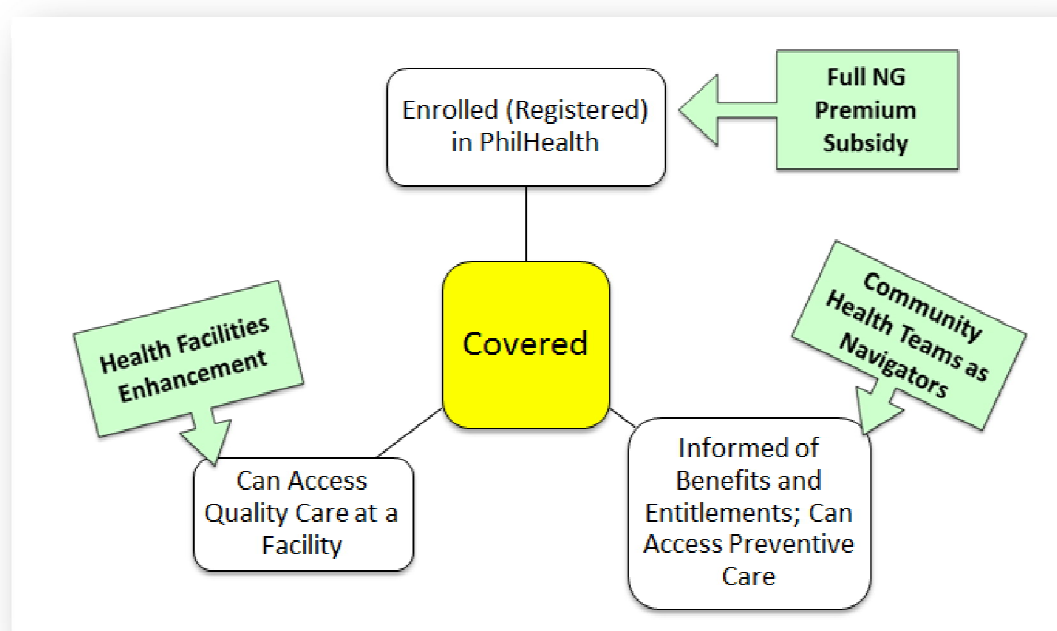 Enrolled (Registered)
in PhilHealth
Full NG
Premium
Subsidy
Covered
Health Facilities
Enhancement
Community
Health Teams as
Navigators
Can Access
Quality Care at a
Facility
Informed of
Benefits and
Entitlements; Can
Access Preventive
Care